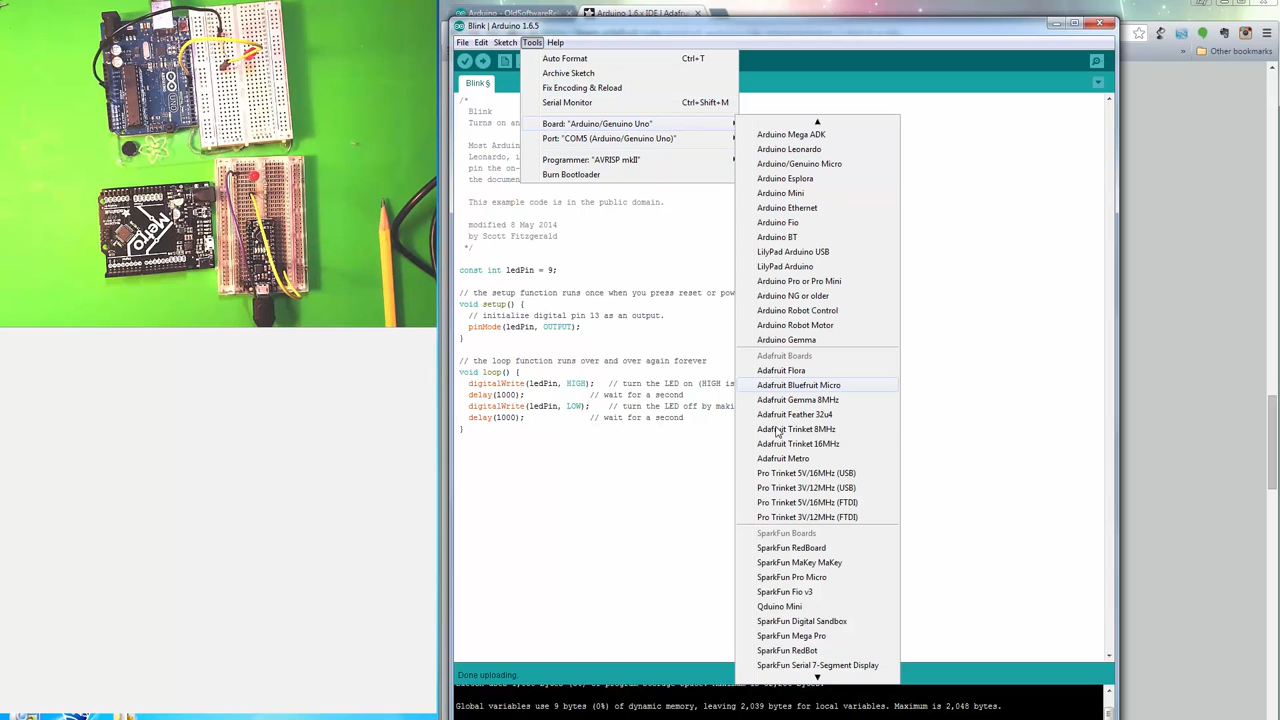 Arduino - OldSoftwareRel
Arduino 1.6.x IDE | Adafru
Blink | Arduino 1.6.5
File Edit Sketch Tools Help
Other bookmarks
Blink §
Auto Format Ctrl+T
Archive Sketch
Fix Encoding & Reload
Serial Monitor Ctrl+Shift+M
Board: "Arduino/Genuino Uno"
Port: "COM5 (Arduino/Genuino Uno)"
Programmer: "AVRISP mkII"
Burn Bootloader
Arduino Mega ADK
Arduino Leonardo
Arduino/Genuino Micro
Arduino Esplora
Arduino Mini
Arduino Ethernet
Arduino Fio
Arduino BT
LilyPad Arduino USB
LilyPad Arduino
Arduino Pro or Pro Mini
Arduino NG or older
Arduino Robot Control
Arduino Robot Motor
Arduino Gemma
Adafruit Boards
Adafruit Flora
Adafruit Bluefruit Micro
Adafruit Gemma 8MHz
Adafruit Feather 32u4
Adafruit Trinket 8MHz
Adafruit Trinket 16MHz
Adafruit Metro
Pro Trinket 5V/16MHz (USB)
Pro Trinket 3V/12MHz (USB)
Pro Trinket 5V/16MHz (FTDI)
Pro Trinket 3V/12MHz (FTDI)
SparkFun Boards
SparkFun RedBoard
SparkFun MaKey MaKey
SparkFun Pro Micro
SparkFun Fio v3
Qduino Mini
SparkFun Digital Sandbox
SparkFun Mega Pro
SparkFun RedBot
SparkFun Serial 7-Segment Display
/*
Blink
Turns on an
Most Arduin
Leonardo, i
pin the on-
the documen
This example code is in the public domain.
modified 8 May 2014
by Scott Fitzgerald
*/
const int ledPin = 9;
// the setup function runs once when you press reset or pow
void setup() {
// initialize digital pin 13 as an output.
pinMode(ledPin, OUTPUT);
}
// the loop function runs over and over again forever
void loop() {
digitalWrite(ledPin, HIGH); // turn the LED on (HIGH is
delay(1000); // wait for a second
digitalWrite(ledPin, LOW); // turn the LED off by maki
delay(1000); // wait for a second
}
Done uploading.
Global variables use 9 bytes (0%) of dynamic memory, leaving 2,039 bytes for local variables. Maximum is 2,048 bytes.
UNO
Metro